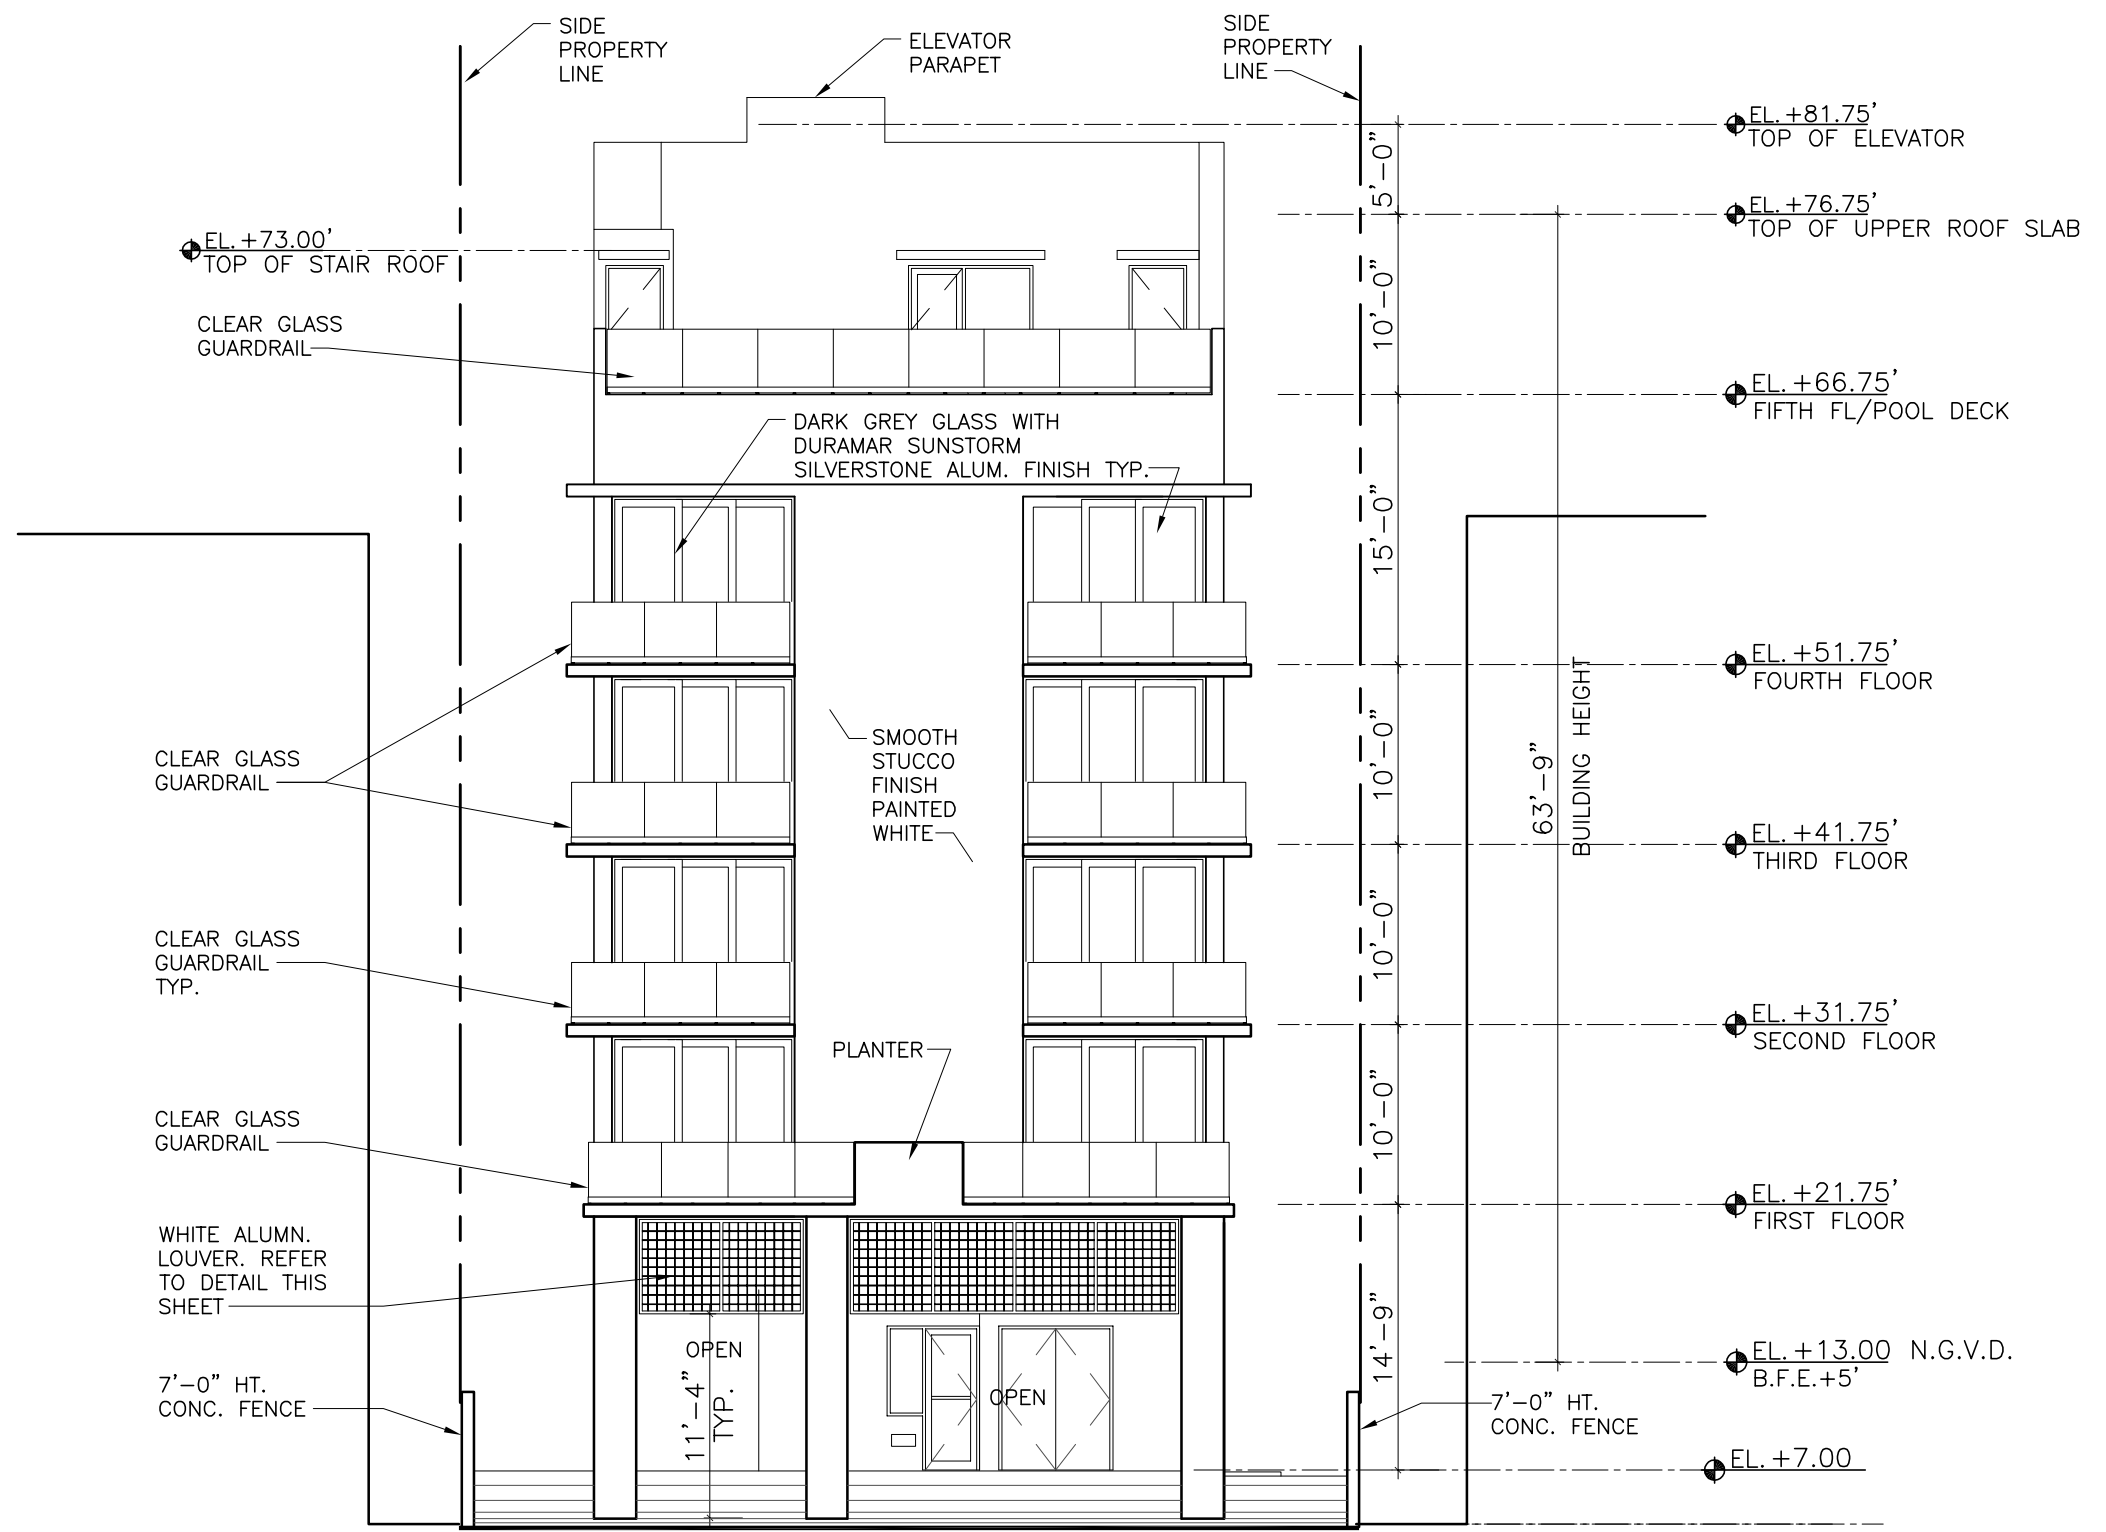 SIDE
PROPERTY
LINE
ELEVATOR
PARAPET
SIDE
PROPERTY
LINE
EL.+81.75'
TOP OF ELEVATOR
5'-0"
EL.+76.75'
TOP OF UPPER ROOF SLAB
EL.+73.00'
TOP OF STAIR ROOF
10'-0"
CLEAR GLASS
GUARDRAIL
EL.+66.75'
FIFTH FL/POOL DECK
DARK GREY GLASS WITH
DURAMAR SUNSTORM
SILVERSTONE ALUM. FINISH TYP.
15'-0"
EL.+51.75'
FOURTH FLOOR
CLEAR GLASS
GUARDRAIL
SMOOTH
STUCCO
FINISH
PAINTED
WHITE
10'-0"
63'-9"
BUILDING HEIGHT
EL.+41.75'
THIRD FLOOR
CLEAR GLASS
GUARDRAIL
TYP.
10'-0"
EL.+31.75'
SECOND FLOOR
PLANTER
CLEAR GLASS
GUARDRAIL
10'-0"
EL.+21.75'
FIRST FLOOR
WHITE ALUMN.
LOUVER. REFER
TO DETAIL THIS
SHEET
OPEN
11'-4"
TYP.
OPEN
14'-9"
EL.+13.00 N.G.V.D.
B.F.E.+5'
7'-0" HT.
CONC. FENCE
7'-0" HT.
CONC. FENCE
EL.+7.00